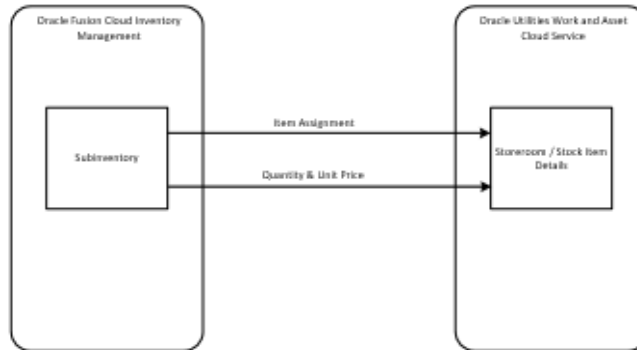 Oracle Fusion Cloud Inventory
Management
Oracle Utilities Work and Asset
Cloud Service
Item Assignment
Subinventory
Storeroom / Stock Item
Details
Quantity & Unit Price